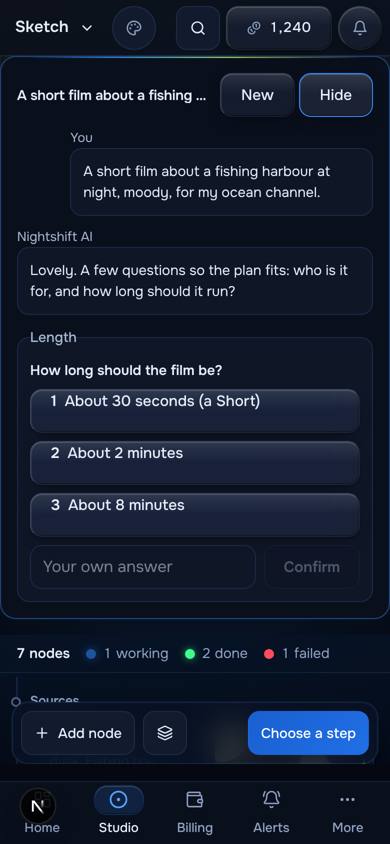 Sketch
1,240
A short film about a fishing ...
New
Hide
You
A short film about a fishing harbour at
night, moody, for my ocean channel.
Nightshift AI
Lovely. A few questions so the plan fits: who is it
for, and how long should it run?
Length
How long should the film be?
1 About 30 seconds (a Short)
2 About 2 minutes
3 About 8 minutes
Your own answer
Confirm
7 nodes
1 working
2 done
1 failed
Sources
Add node
Choose a step
N
Home
Studio
Billing
Alerts
More